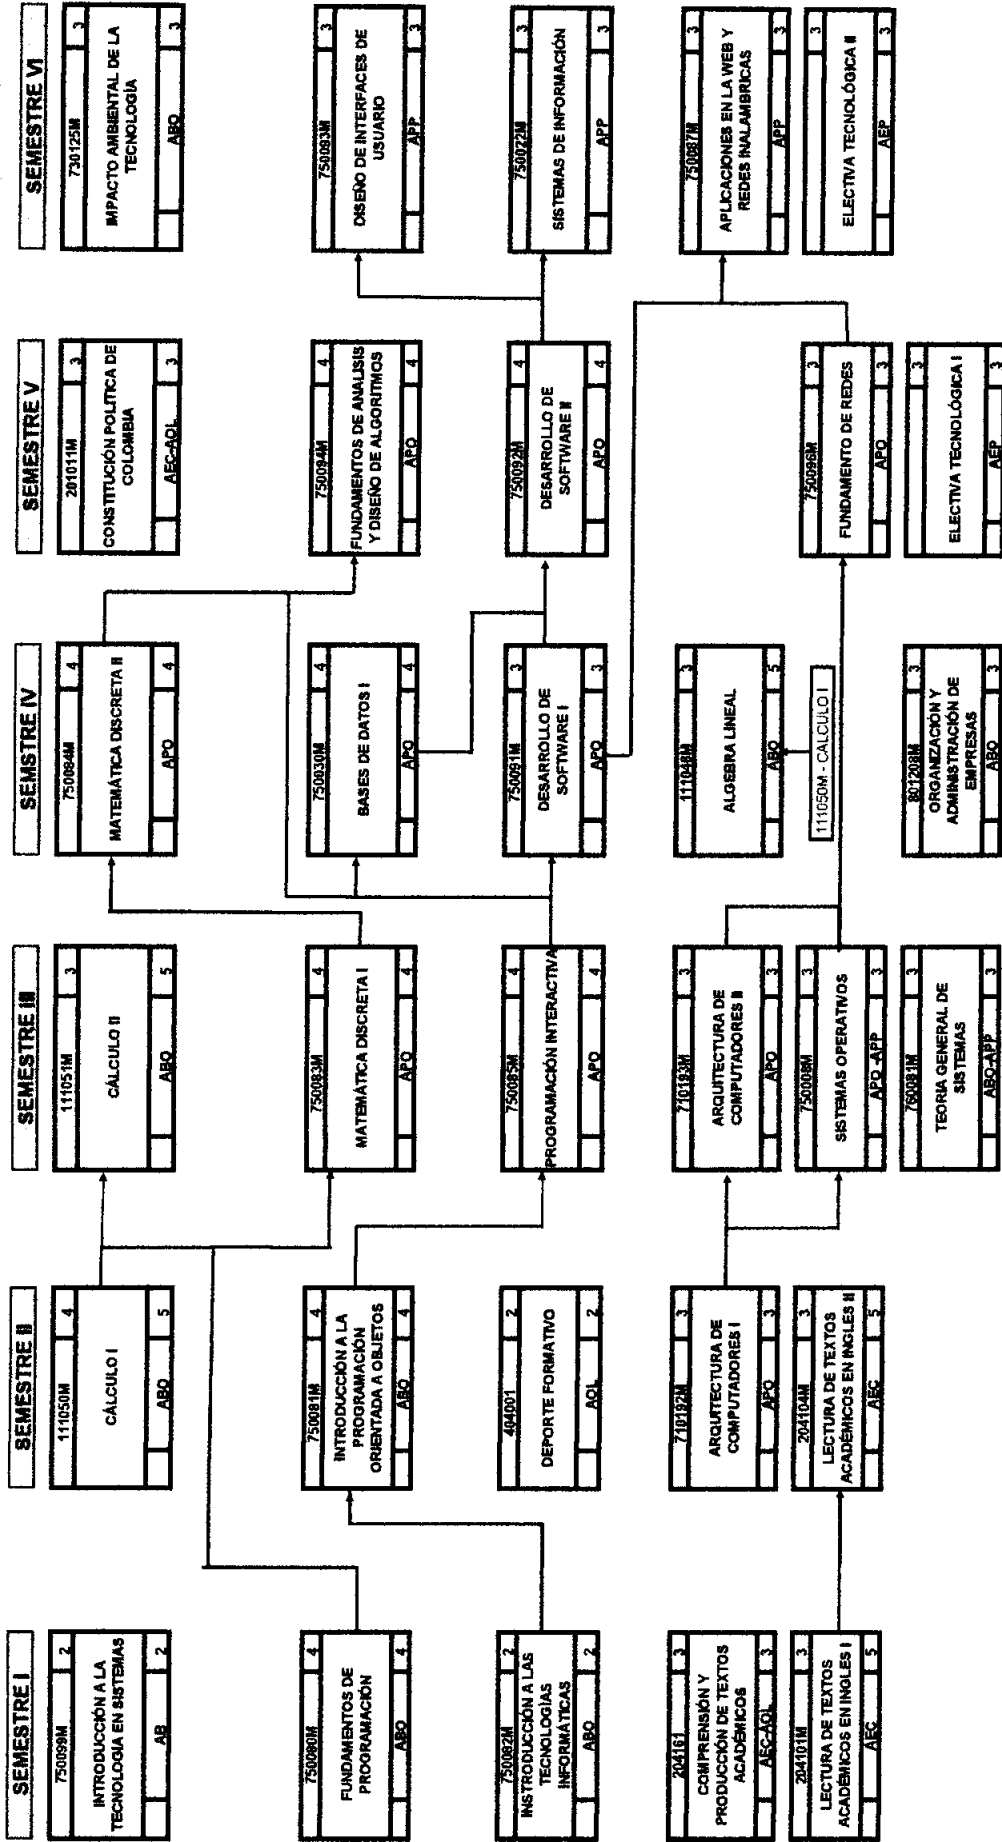 SEMESTRE I
750099M 2
INTRODUCCIÓN A LA
TECNOLOGÍA EN SISTEMAS
AB 2
750080M 4
FUNDAMENTOS DE
PROGRAMACIÓN
ABO 4
750082M 2
INSTRODUCCIÓN A LAS
TECNOLOGÍAS
INFORMÁTICAS
ABO 2
204161 3
COMPRENSIÓN Y
PRODUCCIÓN DE TEXTOS
ACADÉMICOS
AEC-AOL 3
204101M 3
LECTURA DE TEXTOS
ACADÉMICOS EN INGLES I
AEC 5
SEMESTRE II
111050M 4
CÁLCULO I
ABO 5
750081M 4
INTRODUCCIÓN A LA
PROGRAMACIÓN
ORIENTADA A OBJETOS
ABO 4
404001 2
DEPORTE FORMATIVO
AOL 2
710192M 3
ARQUITECTURA DE
COMPUTADORES I
APO 3
204104M 3
LECTURA DE TEXTOS
ACADÉMICOS EN INGLES II
AEC 5
SEMESTRE III
111051M 3
CÁLCULO II
ABO 5
750083M 4
MATEMÁTICA DISCRETA I
APO 4
750085M 4
PROGRAMACIÓN INTERACTIVA
APO 4
710193M 3
ARQUITECTURA DE
COMPUTADORES II
APO 3
750008M 3
SISTEMAS OPERATIVOS
APO -APP 3
760081M 3
TEORIA GENERAL DE
SISTEMAS
ABO-APP 3
SEMSTRE IV
750084M 4
MATEMÁTICA DISCRETA II
APO 4
750030M 4
BASES DE DATOS I
APO 4
750091M 3
DESARROLLO DE
SOFTWARE I
APO 3
111048M 3
ALGEBRA LINEAL
ABO 5
111050M - CALCULO I
801208M 3
ORGANIZACIÓN Y
ADMINISTRACIÓN DE
EMPRESAS
ABO 3
SEMESTRE V
201011M 3
CONSTITUCIÓN POLITICA DE
COLOMBIA
AEC-AOL 3
750094M 4
FUNDAMENTOS DE ANALISIS
Y DISEÑO DE ALGORITMOS
APO 4
750092M 4
DESARROLLO DE
SOFTWARE II
APO 4
750096M 3
FUNDAMENTO DE REDES
APO 3
3
ELECTIVA TECNOLÓGICA I
AEP 3
SEMESTRE VI
730125M 3
IMPACTO AMBIENTAL DE LA
TECNOLOGÍA
ABO 3
750093M 3
DISEÑO DE INTERFACES DE
USUARIO
APP 3
750022M 3
SISTEMAS DE INFORMACIÓN
APP 3
750087M 3
APLICACIONES EN LA WEB Y
REDES INALAMBRICAS
APP 3
3
ELECTIVA TECNOLÓGICA II
AEP 3